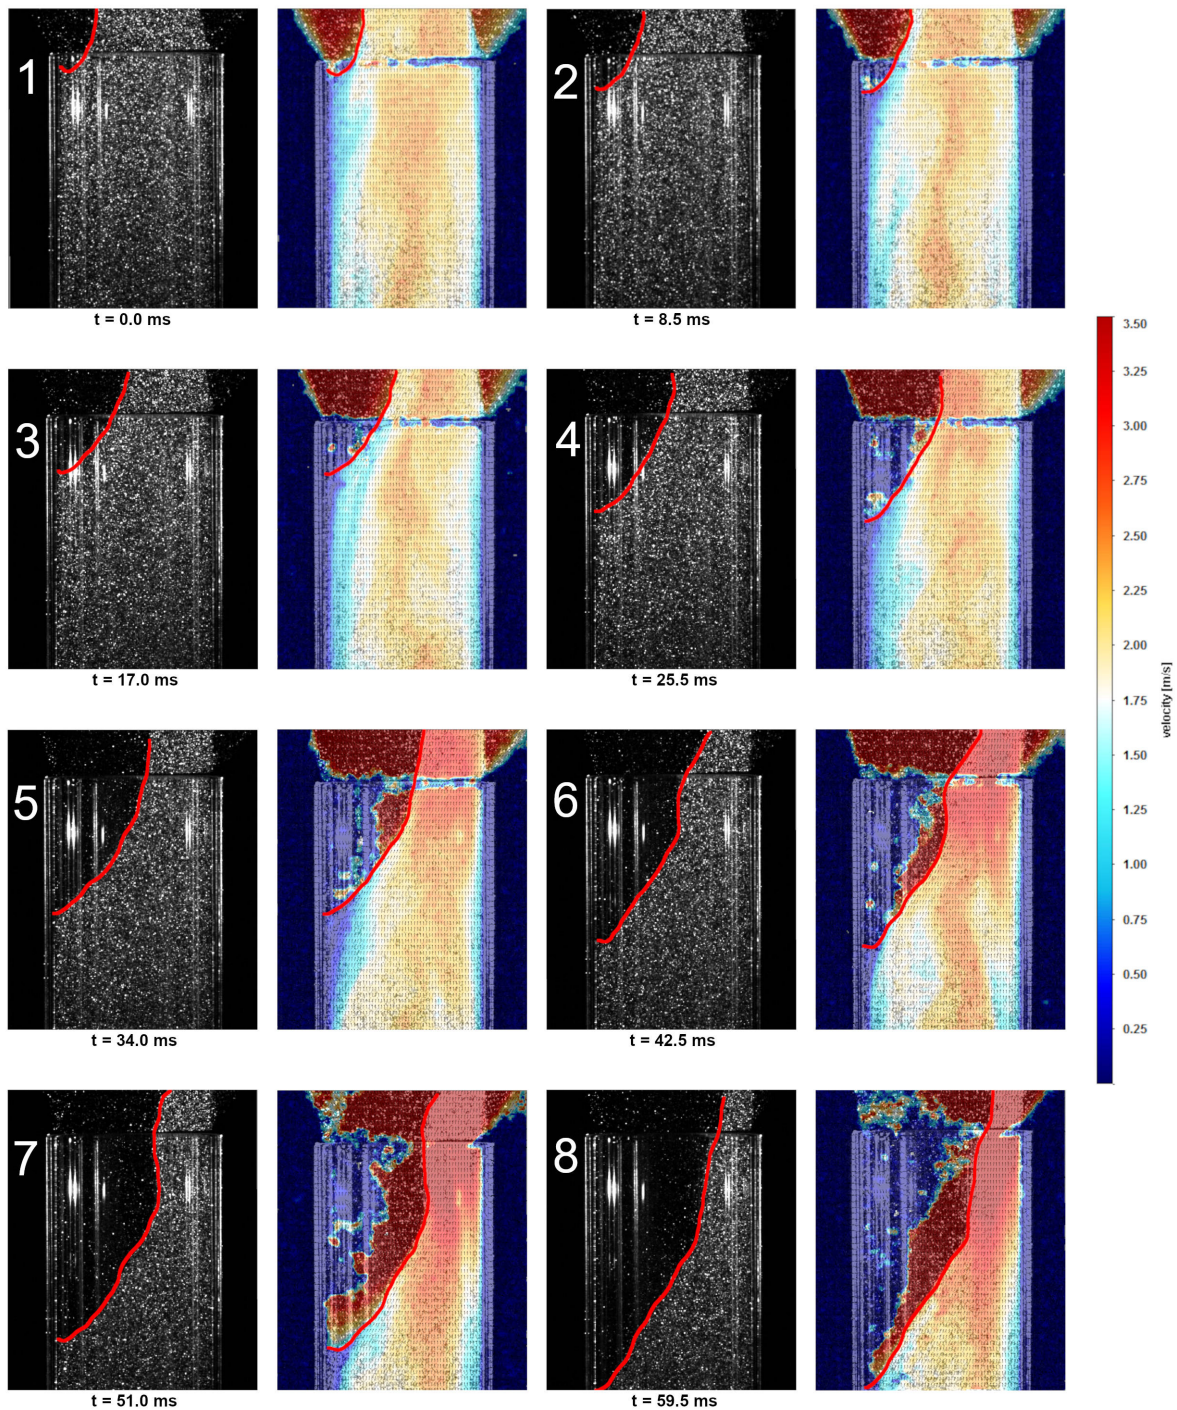 1
2
t = 0.0 ms
t = 8.5 ms
3
4
t = 17.0 ms
t = 25.5 ms
5
6
t = 34.0 ms
t = 42.5 ms
7
8
t = 51.0 ms
t = 59.5 ms
3.50
3.25
3.00
2.75
2.50
2.25
2.00
1.75
1.50
1.25
1.00
0.75
0.50
0.25
velocity [m/s]